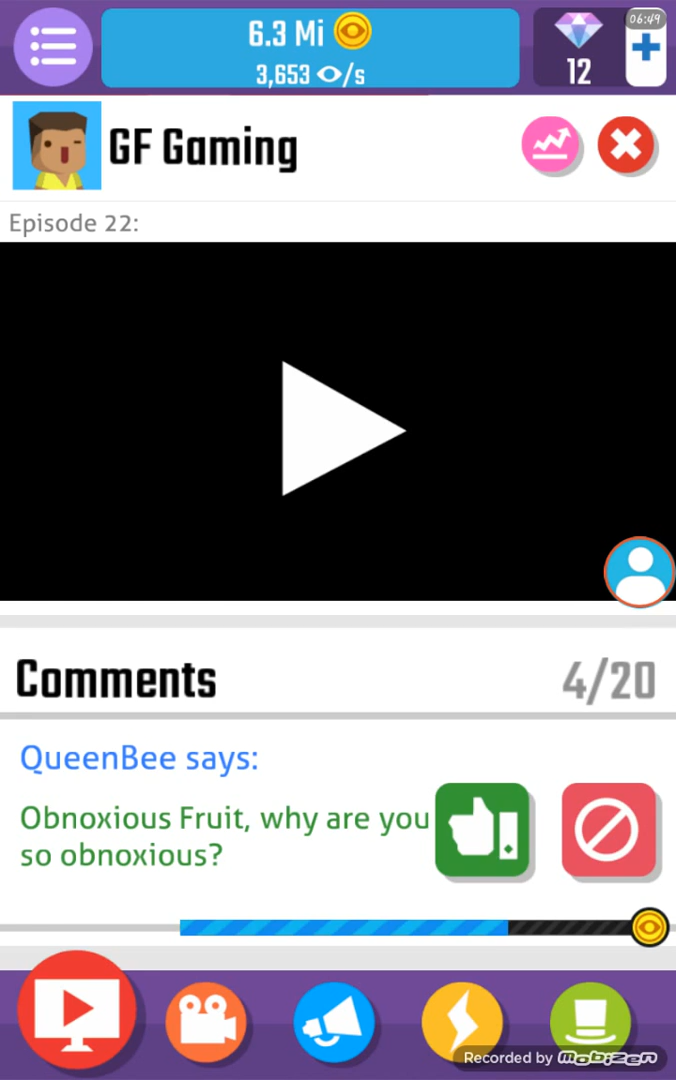 6.3 Mi
3,653 /s
12
06:49
GF Gaming
Episode 22:
Comments
4/20
QueenBee says:
Obnoxious Fruit, why are you
so obnoxious?
Recorded by mobizen